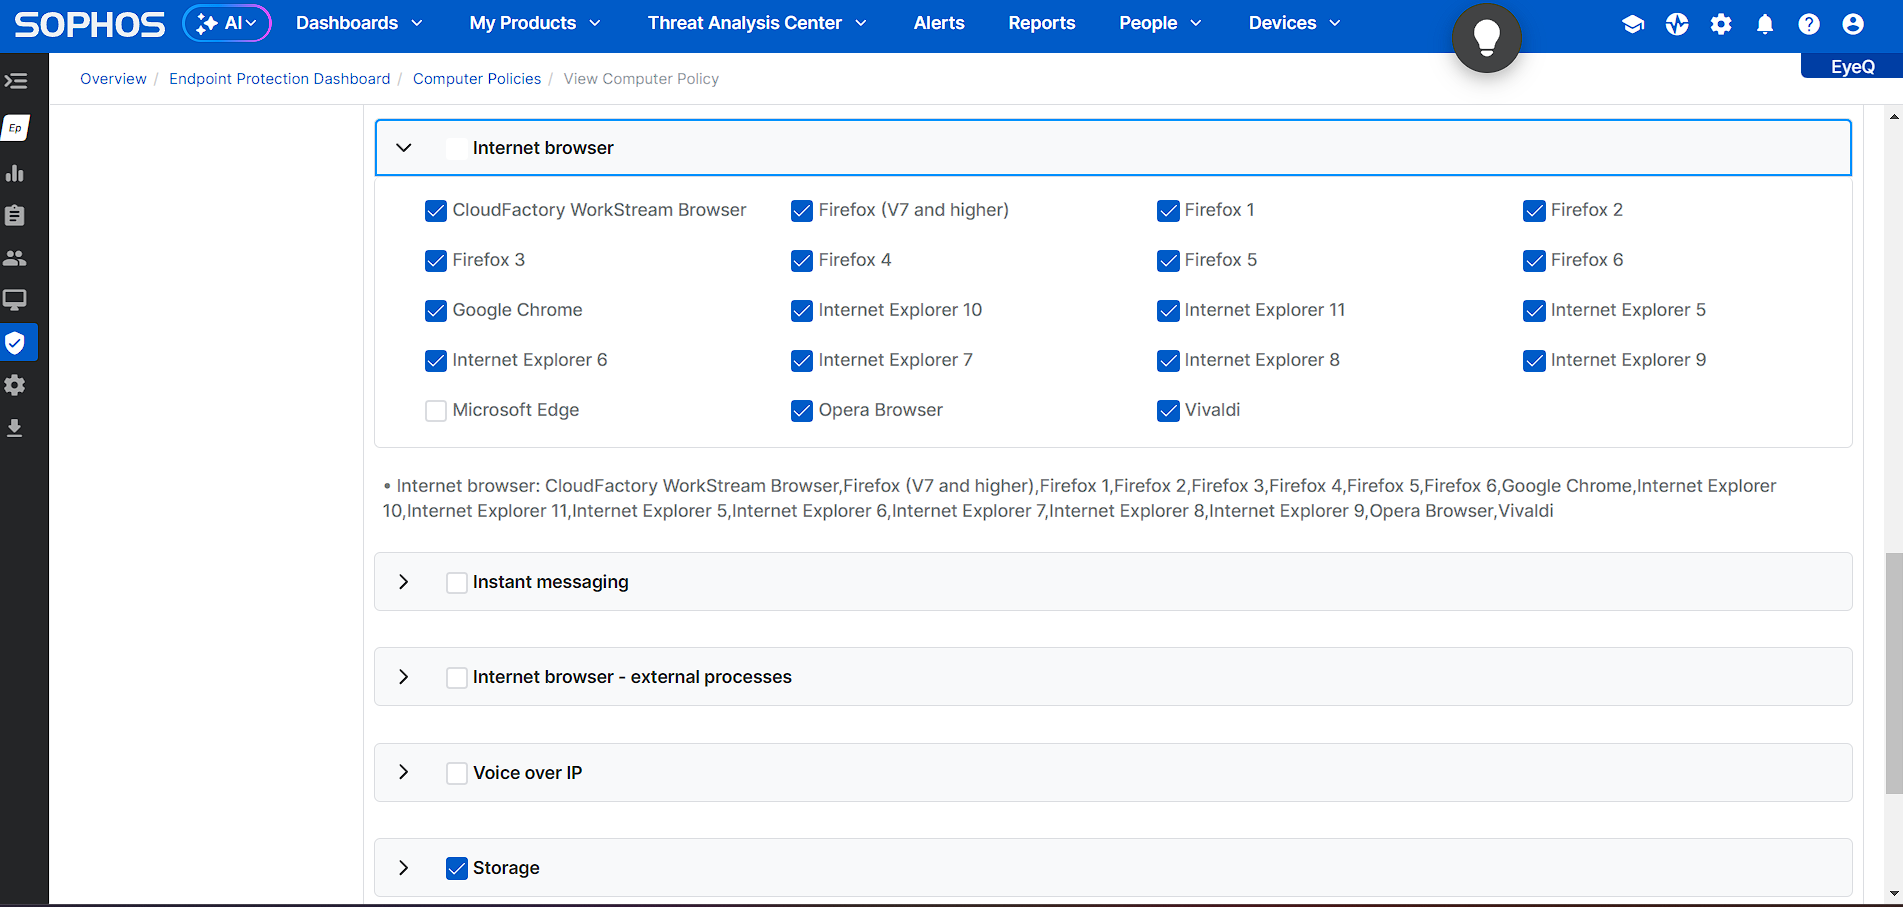 SOPHOS AI Dashboards My Products Threat Analysis Center Alerts Reports People Devices
EyeQ
Overview / Endpoint Protection Dashboard / Computer Policies / View Computer Policy
Ep
Internet browser
CloudFactory WorkStream Browser Firefox (V7 and higher) Firefox 1 Firefox 2
Firefox 3 Firefox 4 Firefox 5 Firefox 6
Google Chrome Internet Explorer 10 Internet Explorer 11 Internet Explorer 5
Internet Explorer 6 Internet Explorer 7 Internet Explorer 8 Internet Explorer 9
Microsoft Edge Opera Browser Vivaldi
• Internet browser: CloudFactory WorkStream Browser,Firefox (V7 and higher),Firefox 1,Firefox 2,Firefox 3,Firefox 4,Firefox 5,Firefox 6,Google Chrome,Internet Explorer
10,Internet Explorer 11,Internet Explorer 5,Internet Explorer 6,Internet Explorer 7,Internet Explorer 8,Internet Explorer 9,Opera Browser,Vivaldi
Instant messaging
Internet browser - external processes
Voice over IP
Storage